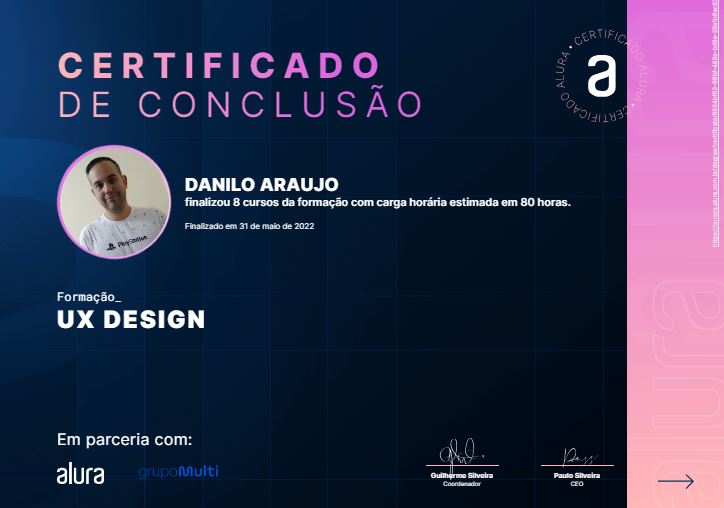 CERTIFICADO
DE CONCLUSÃO
CERTIFICADO ALURA • CERTIFICADO ALURA •
a
DANILO ARAUJO
finalizou 8 cursos da formação com carga horária estimada em 80 horas.
Finalizado em 31 de maio de 2022
PlayStation
Formação_
UX DESIGN
Em parceria com:
alura
grupoMulti
Guilherme Silveira
Coordenador
Paulo Silveira
CEO
alura